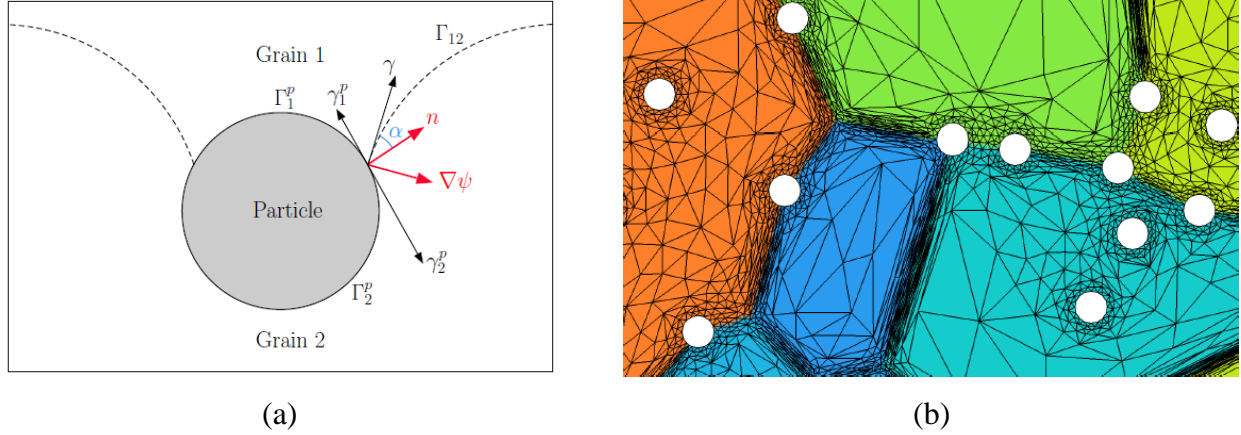 Γ₁₂
Grain 1
γ
Γ₁ᵖ
γ₁ᵖ
α
n
∇ψ
Particle
γ₂ᵖ
Γ₂ᵖ
Grain 2
(a)
(b)